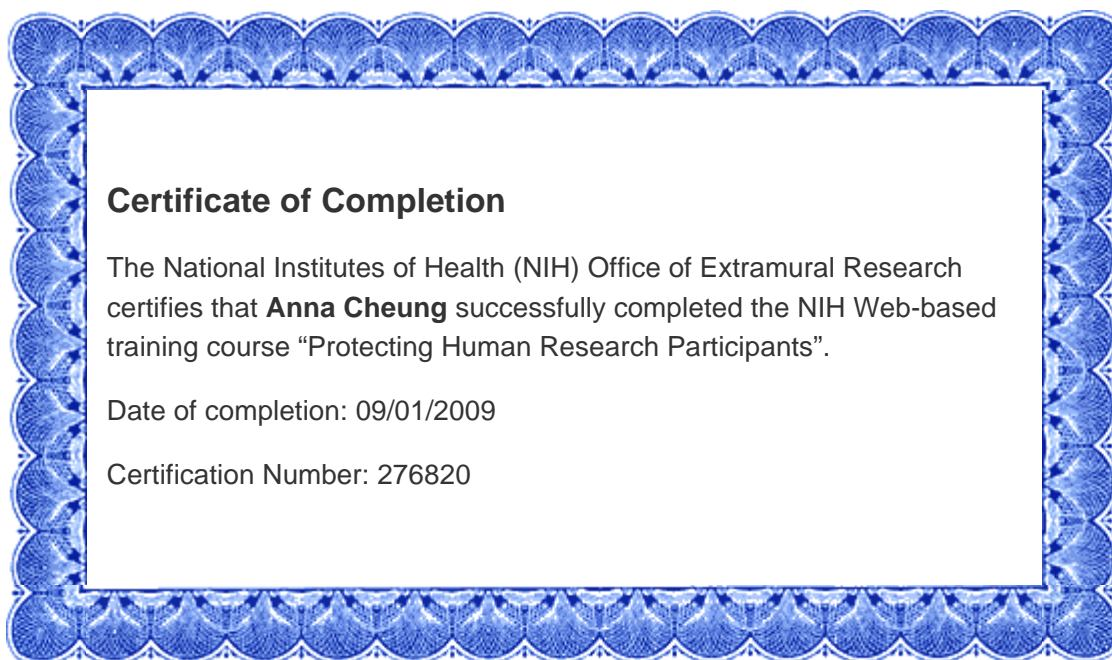 Certificate of Completion
The National Institutes of Health (NIH) Office of Extramural Research
certifies that Anna Cheung successfully completed the NIH Web-based
training course “Protecting Human Research Participants”.
Date of completion: 09/01/2009
Certification Number: 276820